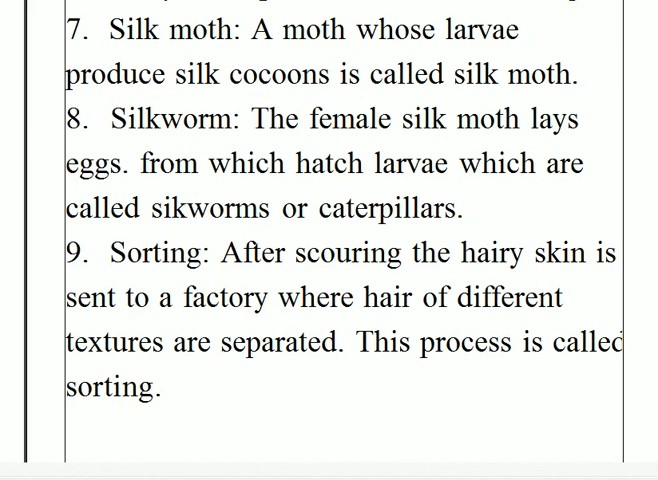 7. Silk moth: A moth whose larvae
produce silk cocoons is called silk moth.
8. Silkworm: The female silk moth lays
eggs. from which hatch larvae which are
called sikworms or caterpillars.
9. Sorting: After scouring the hairy skin is
sent to a factory where hair of different
textures are separated. This process is called
sorting.